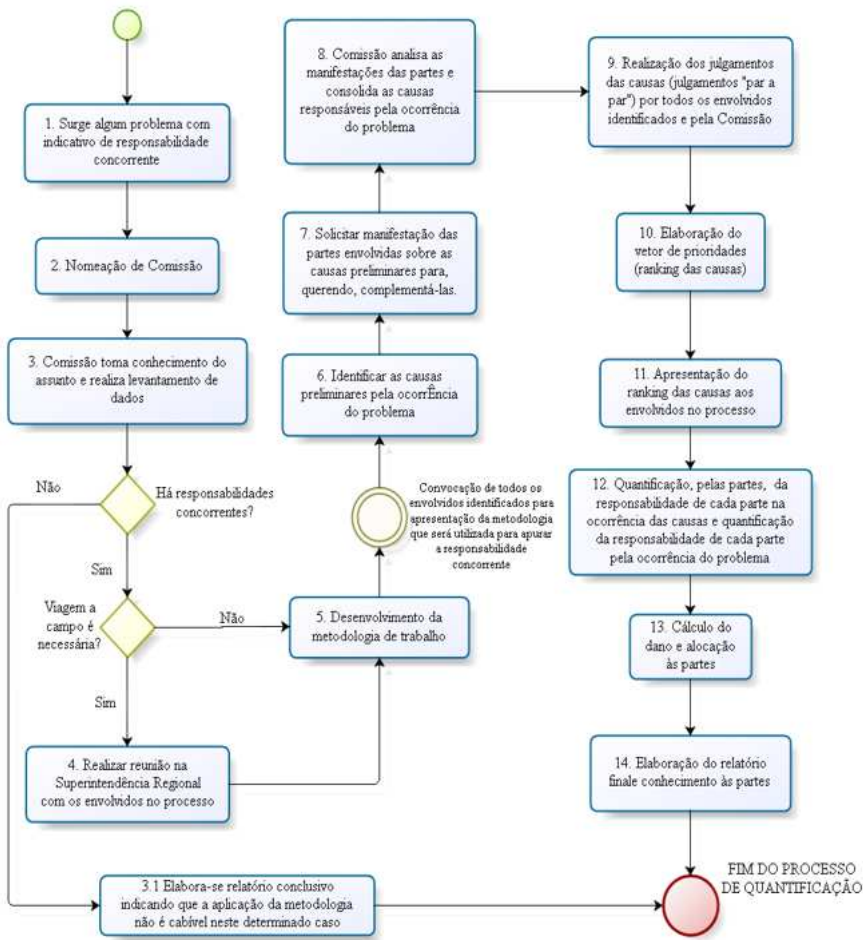 1. Surge algum problema com
indicativo de responsabilidade
concorrente
2. Nomeação de Comissão
3. Comissão toma conhecimento do
assunto e realiza levantamento de
dados
Não
Há responsabilidades
concorrentes?
Sim
Viagem a
campo é
necessária?
Não
Sim
4. Realizar reunião na
Superintendência Regional
com os envolvidos no processo
3.1 Elabora-se relatório conclusivo
indicando que a aplicação da metodologia
não é cabível neste determinado caso
5. Desenvolvimento da
metodologia de trabalho
Convocação de todos os
envolvidos identificados para
apresentação da metodologia
que será utilizada para apurar
a responsabilidade
concorrente
6. Identificar as causas
preliminares pela ocorrÊncia
do problema
7. Solicitar manifestação das
partes envolvidas sobre as
causas preliminares para,
querendo, complementá-las.
8. Comissão analisa as
manifestações das partes e
consolida as causas
responsáveis pela ocorrência
do problema
9. Realização dos julgamentos
das causas (julgamentos "par a
par") por todos os envolvidos
identificados e pela Comissão
10. Elaboração do
vetor de prioridades
(ranking das causas)
11. Apresentação do
ranking das causas aos
envolvidos no processo
12. Quantificação, pelas partes, da
responsabilidade de cada parte na
ocorrência das causas e quantificação
da responsabilidade de cada parte
pela ocorrência do problema
13. Cálculo do
dano e alocação
às partes
14. Elaboração do relatório
finale conhecimento às partes
FIM DO PROCESSO
DE QUANTIFICAÇÃO